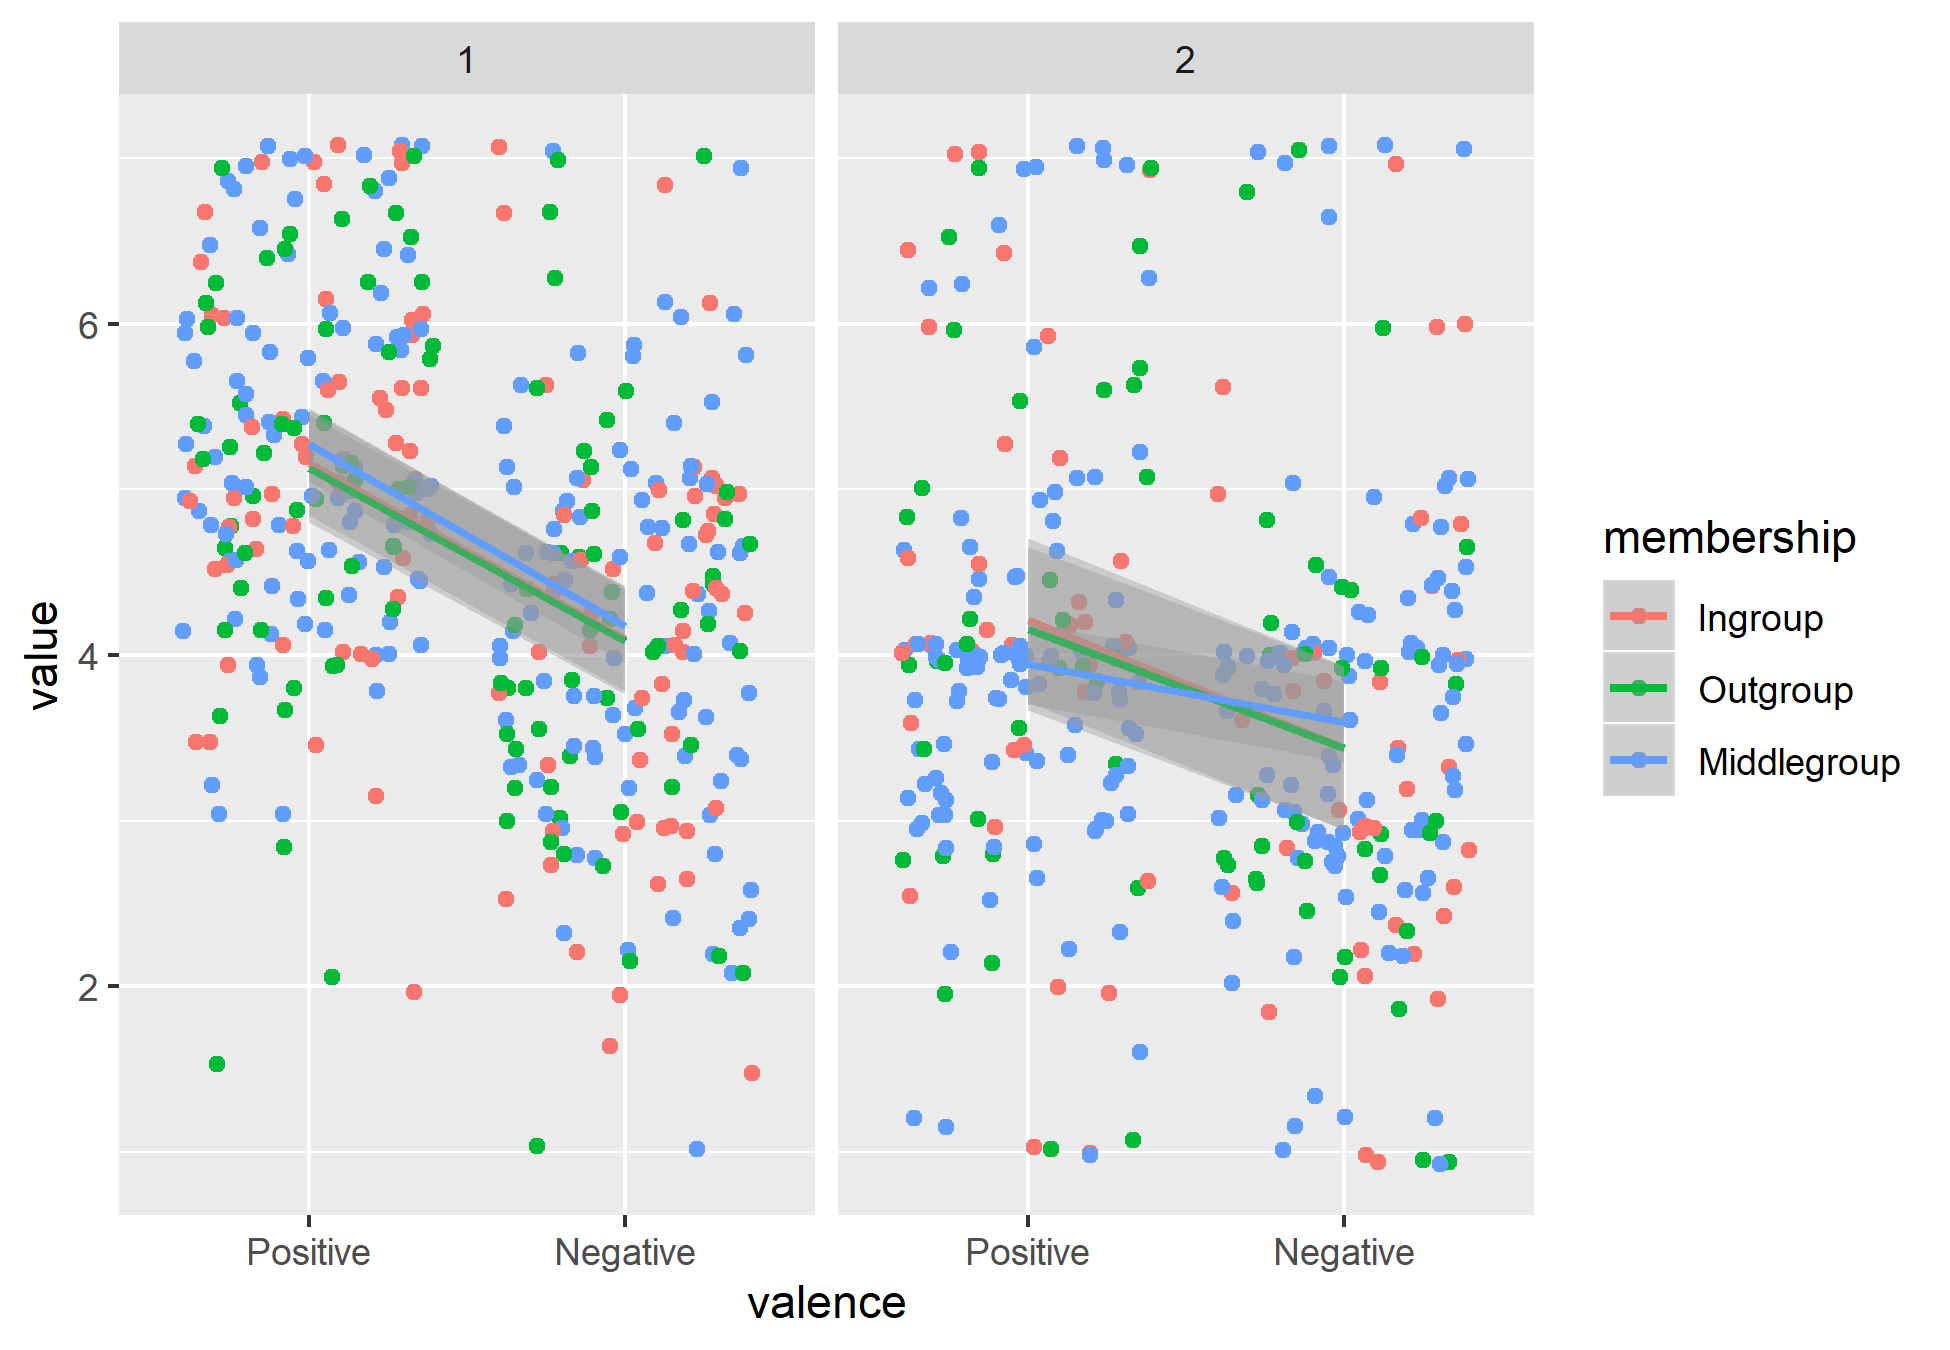 1
2
6
4
2
value
Positive
Negative
Positive
Negative
valence
membership
Ingroup
Outgroup
Middlegroup